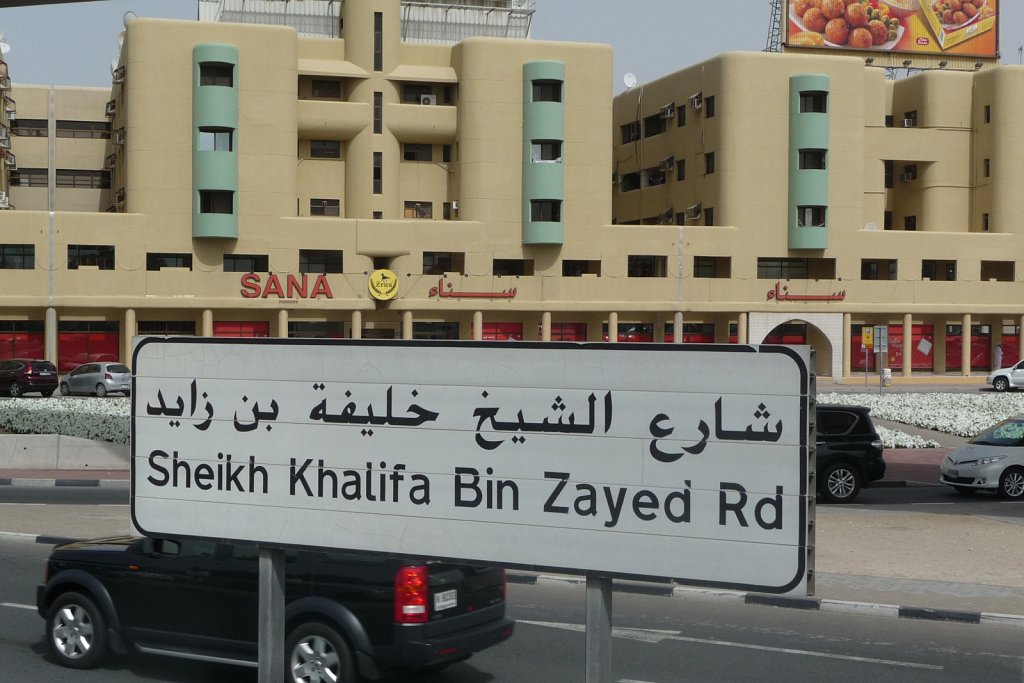 SANA
سناء
سناء
شارع الشيخ خليفة بن زايد
Sheikh Khalifa Bin Zayed Rd